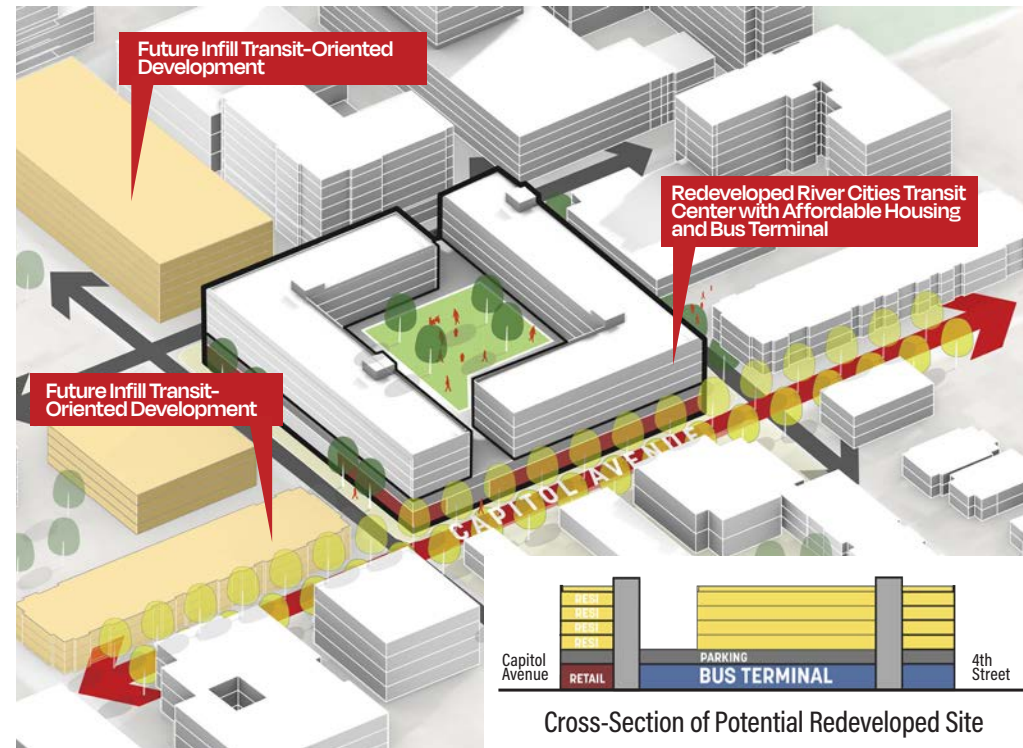 Future Infill Transit-Oriented
Development
Redeveloped River Cities Transit
Center with Affordable Housing
and Bus Terminal
Future Infill Transit-
Oriented Development
CAPITOL AVENUE
RESI
RESI
RESI
RESI
Capitol
Avenue
PARKING
RETAIL
BUS TERMINAL
4th
Street
Cross-Section of Potential Redeveloped Site